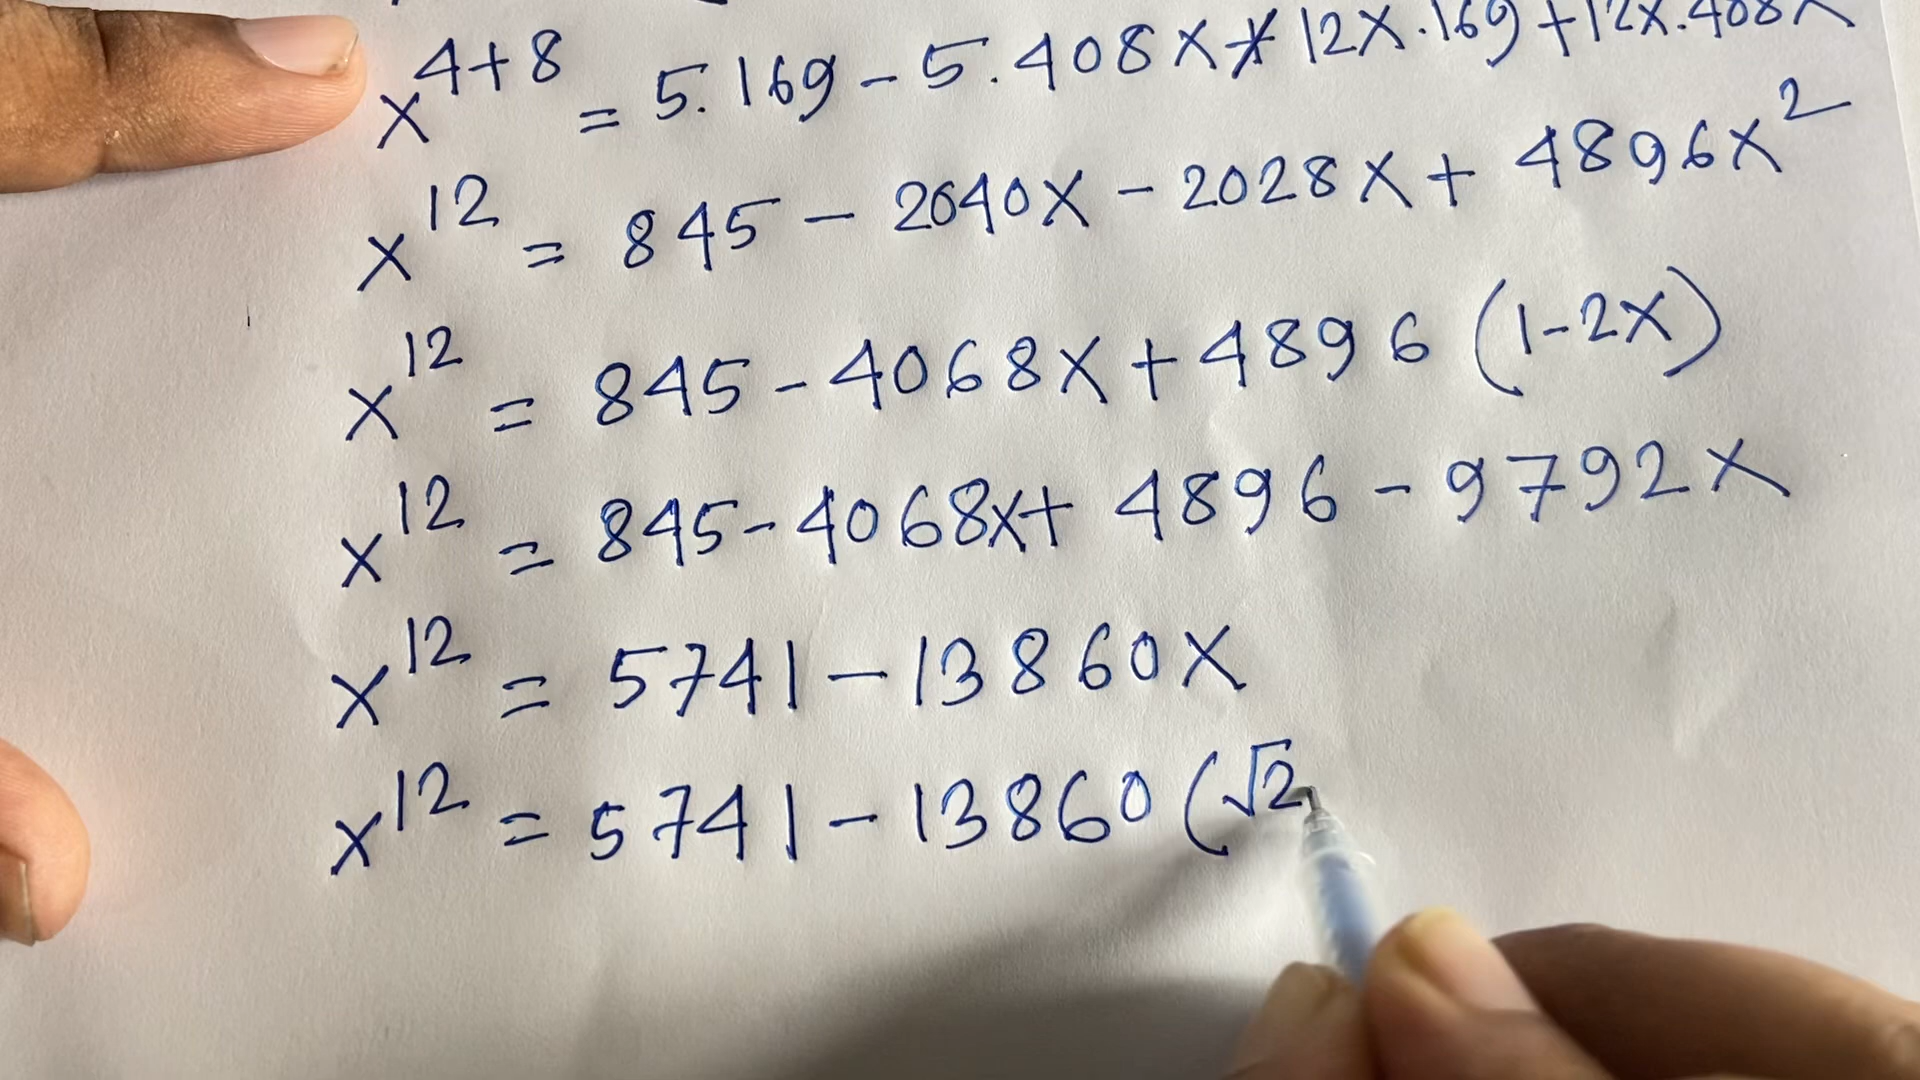 x^4+8 = 5.169 - 5.408x - 12x.169 + 12x.408x
x^12 = 845 - 2040x - 2028x + 4896x^2
x^12 = 845 - 4068x + 4896 (1-2x)
x^12 = 845 - 4068x + 4896 - 9792x
x^12 = 5741 - 13860x
x^12 = 5741 - 13860 (√2